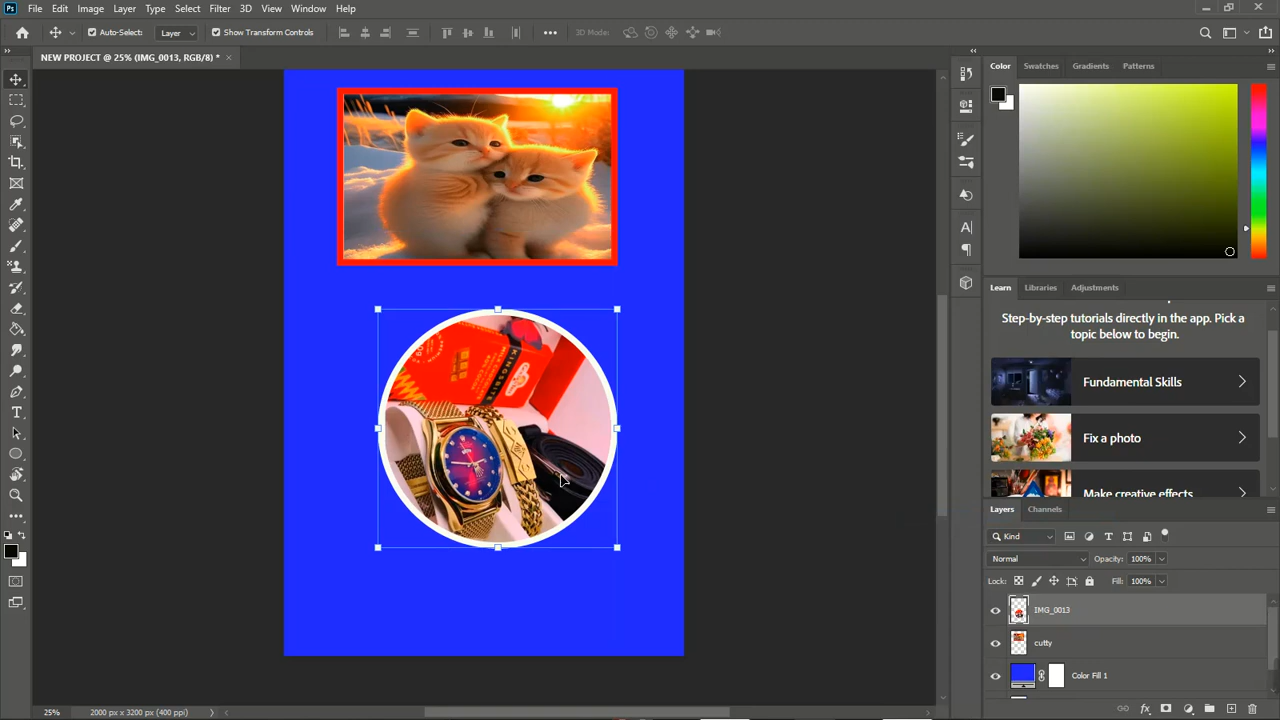 Ps File Edit Image Layer Type Select Filter 3D View Window Help
Auto-Select: Layer Show Transform Controls 3D Mode:
NEW PROJECT @ 25% (IMG_0013, RGB/8) *
Color Swatches Gradients Patterns
Learn Libraries Adjustments
Step-by-step tutorials directly in the app. Pick a
topic below to begin.
Fundamental Skills
Fix a photo
Make creative effects
Layers Channels
Kind
Normal Opacity: 100%
Lock: Fill: 100%
IMG_0013
cutty
Color Fill 1
KINGSBITE
25% 2000 px x 3200 px (400 ppi)